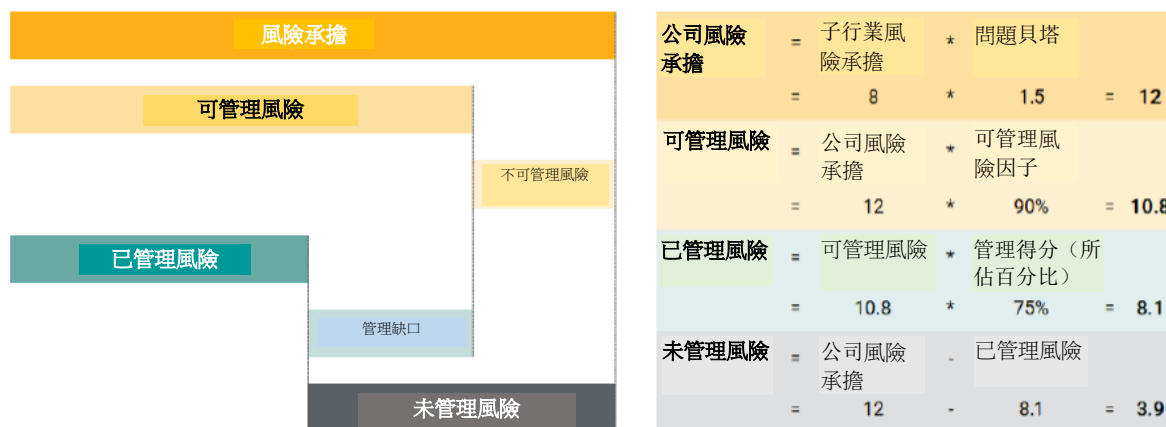 風險承擔
可管理風險
不可管理風險
已管理風險
管理缺口
未管理風險
公司風險
承擔
=
子行業風
險承擔
*
問題貝塔
= 8 * 1.5 = 12
可管理風險
=
公司風險
承擔
*
可管理風
險因子
= 12 * 90% = 10.8
已管理風險
=
可管理風險
*
管理得分（所
佔百分比）
= 10.8 * 75% = 8.1
未管理風險
=
公司風險
承擔
-
已管理風險
= 12 - 8.1 = 3.9